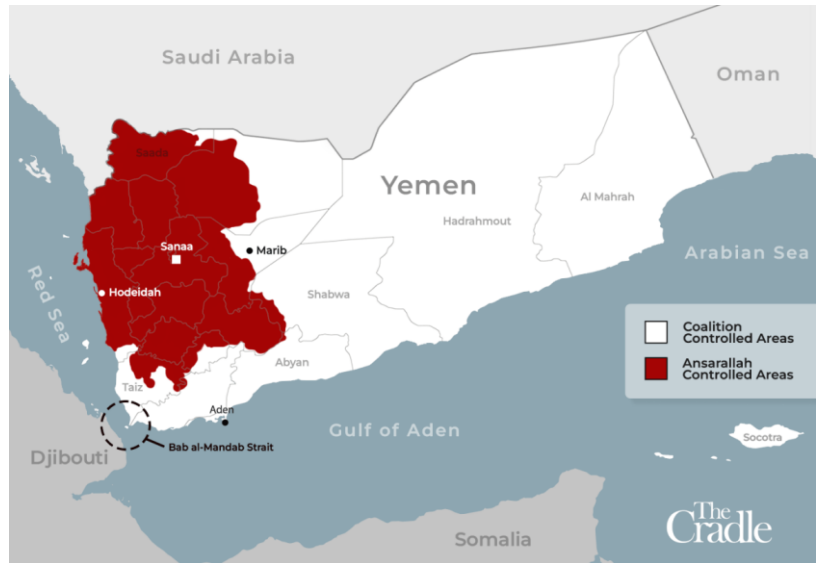 Saudi Arabia
Oman
Saada
Yemen
Al Mahrah
Hadrahmout
Sanaa
Marib
Arabian Sea
Red Sea
Hodeidah
Shabwa
Coalition
Controlled Areas
Ansarallah
Controlled Areas
Abyan
Taiz
Aden
Gulf of Aden
Socotra
Bab al-Mandab Strait
Djibouti
The
Cradle
Somalia